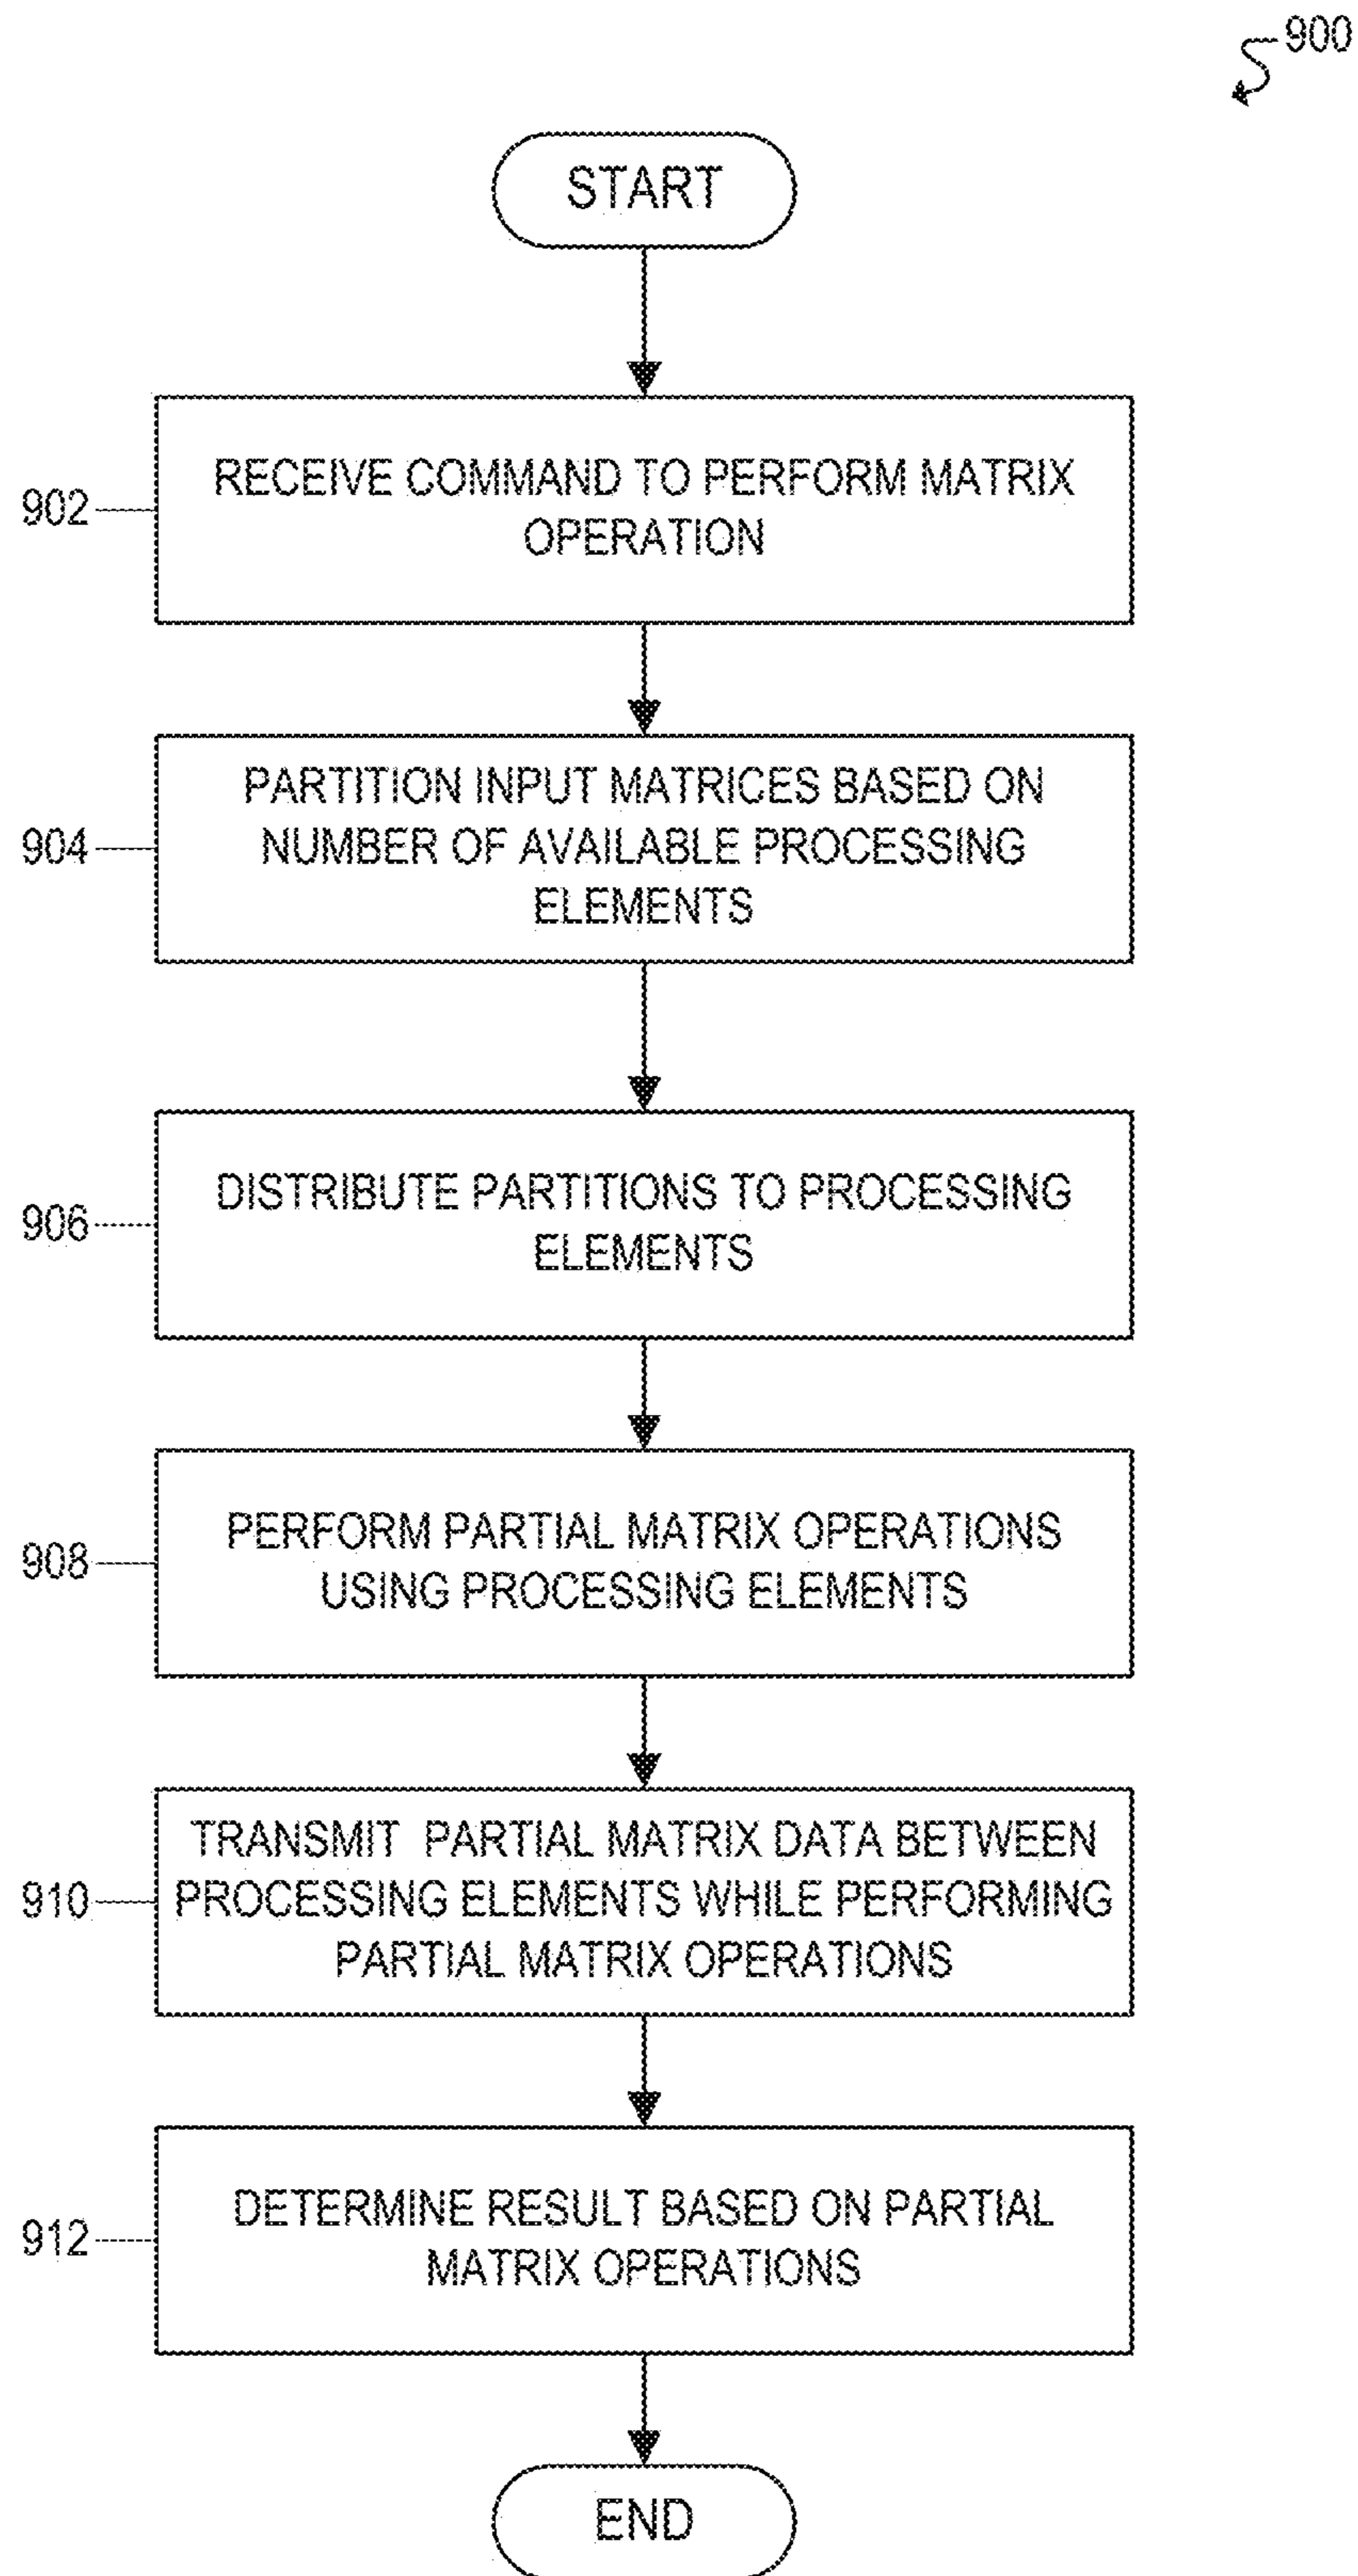 900
START
902
RECEIVE COMMAND TO PERFORM MATRIX
OPERATION
904
PARTITION INPUT MATRICES BASED ON
NUMBER OF AVAILABLE PROCESSING
ELEMENTS
906
DISTRIBUTE PARTITIONS TO PROCESSING
ELEMENTS
908
PERFORM PARTIAL MATRIX OPERATIONS
USING PROCESSING ELEMENTS
910
TRANSMIT PARTIAL MATRIX DATA BETWEEN
PROCESSING ELEMENTS WHILE PERFORMING
PARTIAL MATRIX OPERATIONS
912
DETERMINE RESULT BASED ON PARTIAL
MATRIX OPERATIONS
END